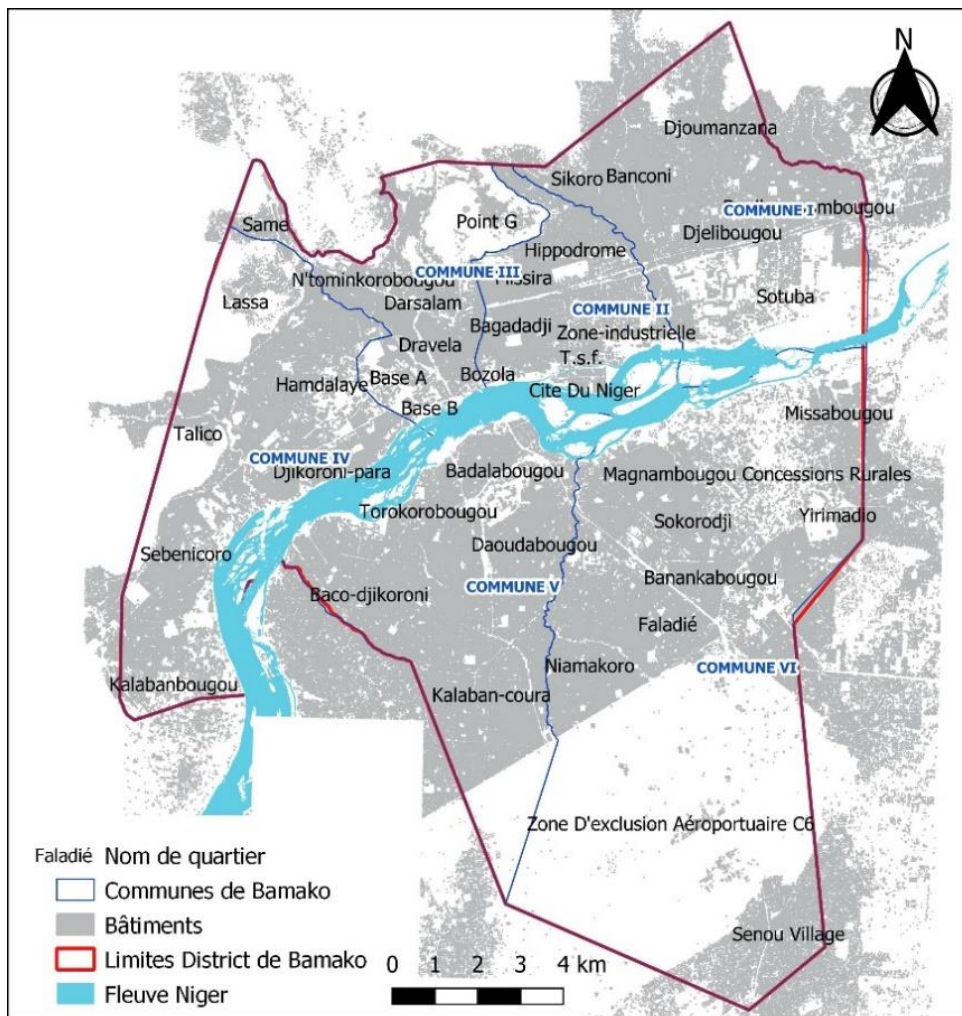 N
Djoumanzana
Sikoro
Banconi
COMMUNE I
mbougou
Same
Point G
Djelibougou
Hippodrome
N'tominkorobougou
COMMUNE III
Missira
Lassa
Darsalam
Sotuba
COMMUNE II
Bagadadji
Zone-industrielle
Dravela
T.s.f.
Hamdalaye
Base A
Bozola
Cite Du Niger
Base B
Missabougou
Talico
COMMUNE IV
Djikoroni-para
Badalabougou
Magnambougou Concessions Rurales
Torokorobougou
Sokorodji
Yirimadio
Sebenicoro
Daoudabougou
Banankabougou
COMMUNE V
Baco-djikoroni
Faladié
Niamakoro
COMMUNE VI
Kalabanbougou
Kalaban-coura
Zone D'exclusion Aéroportuaire C6
Senou Village
Faladié Nom de quartier
Communes de Bamako
Bâtiments
Limites District de Bamako
Fleuve Niger
0 1 2 3 4 km